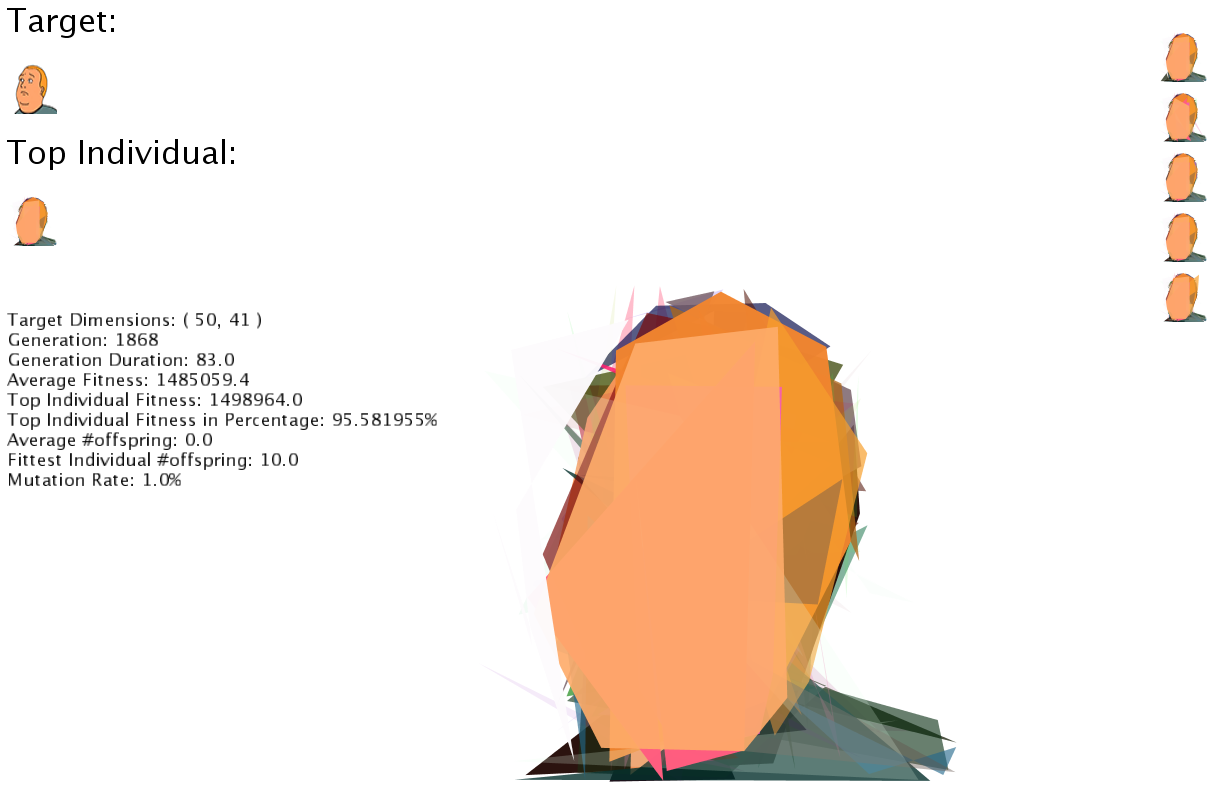 Target:
Top Individual:
Target Dimensions: ( 50, 41 )
Generation: 1868
Generation Duration: 83.0
Average Fitness: 1485059.4
Top Individual Fitness: 1498964.0
Top Individual Fitness in Percentage: 95.581955%
Average #offspring: 0.0
Fittest Individual #offspring: 10.0
Mutation Rate: 1.0%